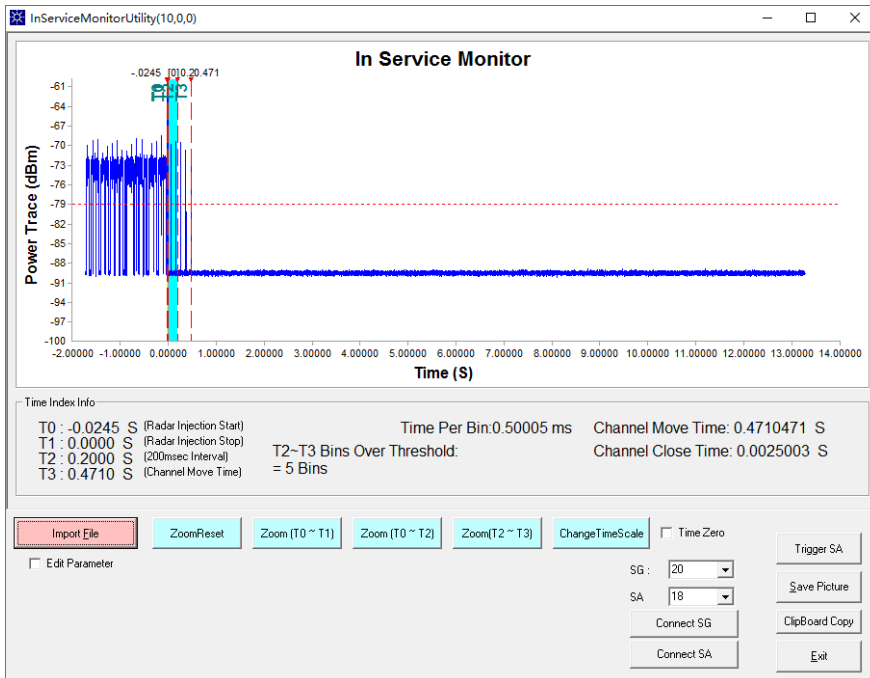 InServiceMonitorUtility(10,0,0)
In Service Monitor
-.0245 [0]0.20.471
T0 T2 T3
Power Trace (dBm)
-61
-64
-67
-70
-73
-76
-79
-82
-85
-88
-91
-94
-97
-100
-2.00000 -1.00000 0.00000 1.00000 2.00000 3.00000 4.00000 5.00000 6.00000 7.00000 8.00000 9.00000 10.00000 11.00000 12.00000 13.00000 14.00000
Time (S)
Time Index Info
T0 : -0.0245 S (Radar Injection Start)
T1 : 0.0000 S (Radar Injection Stop)
T2 : 0.2000 S (200msec Interval)
T3 : 0.4710 S (Channel Move Time)
Time Per Bin:0.50005 ms
T2~T3 Bins Over Threshold:
= 5 Bins
Channel Move Time: 0.4710471 S
Channel Close Time: 0.0025003 S
Import File
ZoomReset
Zoom (T0 ~ T1)
Zoom (T0 ~ T2)
Zoom(T2 ~ T3)
ChangeTimeScale
Time Zero
Edit Parameter
SG : 20
SA 18
Connect SG
Connect SA
Trigger SA
Save Picture
ClipBoard Copy
Exit